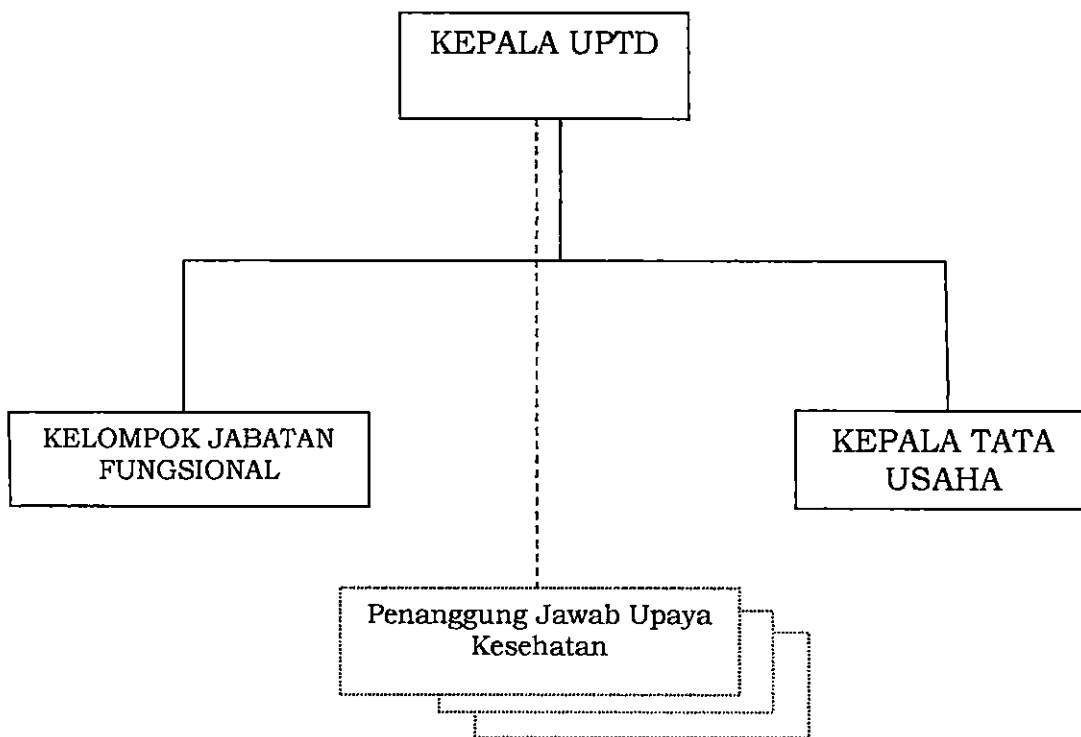 KEPALA UPTD
KELOMPOK JABATAN
FUNGSIONAL
KEPALA TATA
USAHA
Penanggung Jawab Upaya
Kesehatan